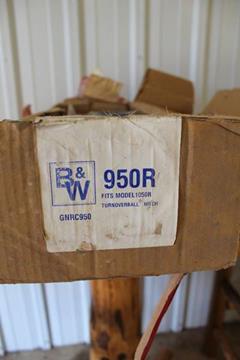 B&W
950R
FITS MODEL 1050R
TURNOVERBALL HITCH
GNRC950